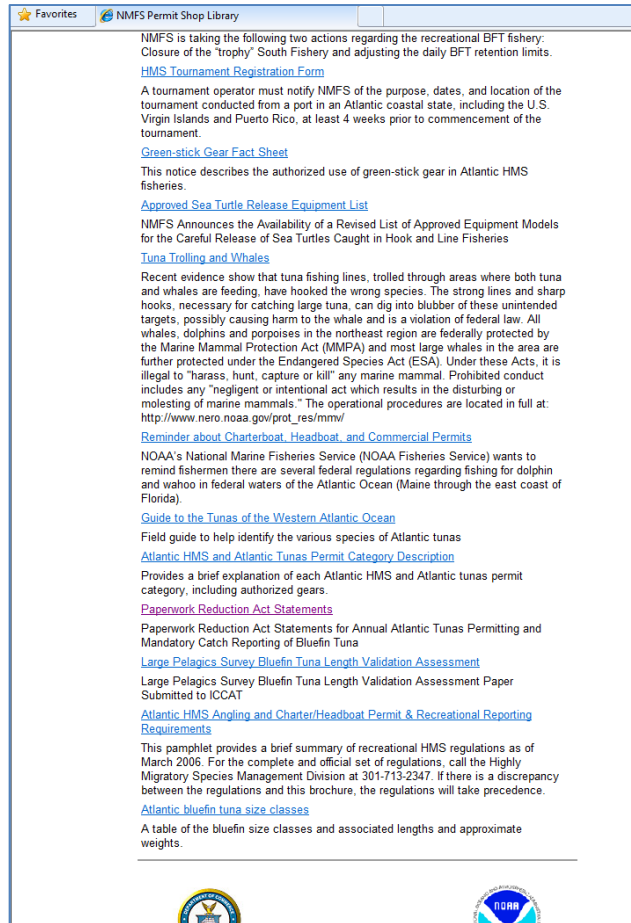 Favorites
NMFS Permit Shop Library
NMFS is taking the following two actions regarding the recreational BFT fishery:
Closure of the "trophy" South Fishery and adjusting the daily BFT retention limits.
HMS Tournament Registration Form
A tournament operator must notify NMFS of the purpose, dates, and location of the
tournament conducted from a port in an Atlantic coastal state, including the U.S.
Virgin Islands and Puerto Rico, at least 4 weeks prior to commencement of the
tournament.
Green-stick Gear Fact Sheet
This notice describes the authorized use of green-stick gear in Atlantic HMS
fisheries.
Approved Sea Turtle Release Equipment List
NMFS Announces the Availability of a Revised List of Approved Equipment Models
for the Careful Release of Sea Turtles Caught in Hook and Line Fisheries
Tuna Trolling and Whales
Recent evidence show that tuna fishing lines, trolled through areas where both tuna
and whales are feeding, have hooked the wrong species. The strong lines and sharp
hooks, necessary for catching large tuna, can dig into blubber of these unintended
targets, possibly causing harm to the whale and is a violation of federal law. All
whales, dolphins and porpoises in the northeast region are federally protected by
the Marine Mammal Protection Act (MMPA) and most large whales in the area are
further protected under the Endangered Species Act (ESA). Under these Acts, it is
illegal to "harass, hunt, capture or kill" any marine mammal. Prohibited conduct
includes any "negligent or intentional act which results in the disturbing or
molesting of marine mammals." The operational procedures are located in full at:
http://www.nero.noaa.gov/prot_res/mmv/
Reminder about Charterboat, Headboat, and Commercial Permits
NOAA's National Marine Fisheries Service (NOAA Fisheries Service) wants to
remind fishermen there are several federal regulations regarding fishing for dolphin
and wahoo in federal waters of the Atlantic Ocean (Maine through the east coast of
Florida).
Guide to the Tunas of the Western Atlantic Ocean
Field guide to help identify the various species of Atlantic tunas
Atlantic HMS and Atlantic Tunas Permit Category Description
Provides a brief explanation of each Atlantic HMS and Atlantic tunas permit
category, including authorized gears.
Paperwork Reduction Act Statements
Paperwork Reduction Act Statements for Annual Atlantic Tunas Permitting and
Mandatory Catch Reporting of Bluefin Tuna
Large Pelagics Survey Bluefin Tuna Length Validation Assessment
Large Pelagics Survey Bluefin Tuna Length Validation Assessment Paper
Submitted to ICCAT
Atlantic HMS Angling and Charter/Headboat Permit & Recreational Reporting
Requirements
This pamphlet provides a brief summary of recreational HMS regulations as of
March 2006. For the complete and official set of regulations, call the Highly
Migratory Species Management Division at 301-713-2347. If there is a discrepancy
between the regulations and this brochure, the regulations will take precedence.
Atlantic bluefin tuna size classes
A table of the bluefin size classes and associated lengths and approximate
weights.
DEPARTMENT OF COMMERCE
NOAA